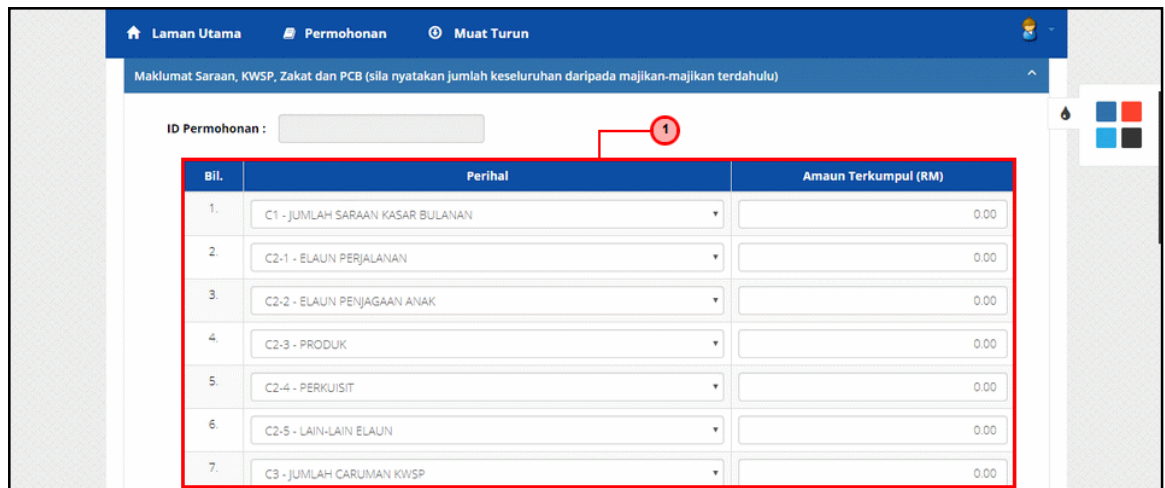 Laman Utama Permohonan Muat Turun
Maklumat Saraan, KWSP, Zakat dan PCB (sila nyatakan jumlah keseluruhan daripada majikan-majikan terdahulu)
ID Permohonan :
1
Bil. Perihal Amaun Terkumpul (RM)
1. C1 - JUMLAH SARAAN KASAR BULANAN 0.00
2. C2-1 - ELAUN PERJALANAN 0.00
3. C2-2 - ELAUN PENJAGAAN ANAK 0.00
4. C2-3 - PRODUK 0.00
5. C2-4 - PERKUISIT 0.00
6. C2-5 - LAIN-LAIN ELAUN 0.00
7. C3 - JUMLAH CARUMAN KWSP 0.00